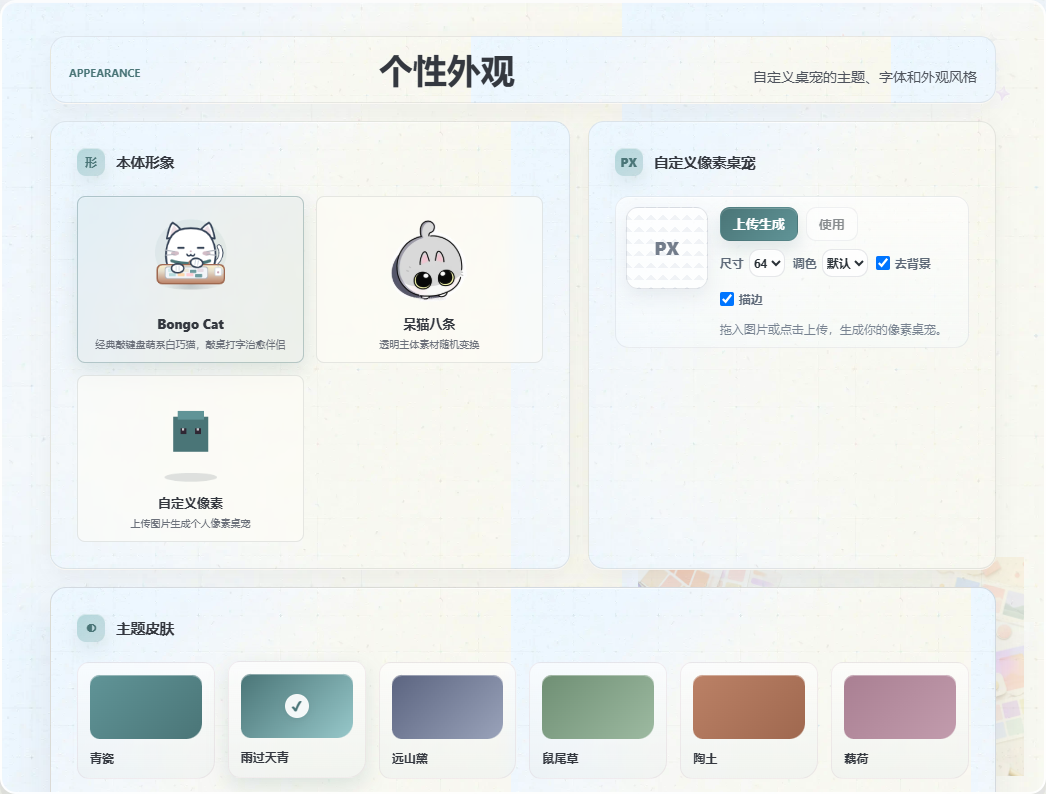 APPEARANCE
个性外观
自定义桌宠的主题、字体和外观风格
形 本体形象
Bongo Cat
经典敲键盘萌系白巧猫，敲桌打字治愈伴侣
呆猫八条
透明主体素材随机变换
自定义像素
上传图片生成个人像素桌宠
PX 自定义像素桌宠
PX
上传生成 使用
尺寸 64 调色 默认 去背景
描边
拖入图片或点击上传，生成你的像素桌宠。
主题皮肤
青瓷
雨过天青
远山黛
鼠尾草
陶土
藕荷